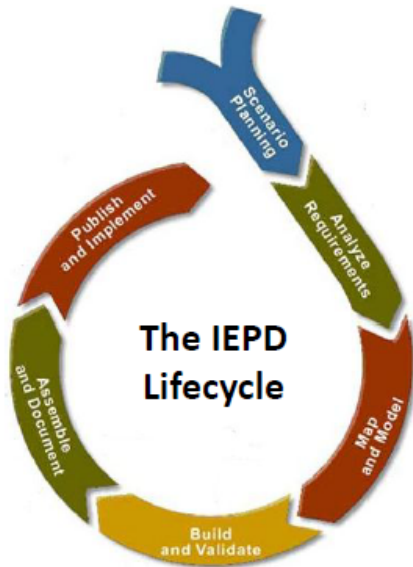 Scenario
Planning
Analyze
Requirements
Map
and Model
Build
and Validate
Assemble
and Document
Publish
and Implement
The IEPD
Lifecycle